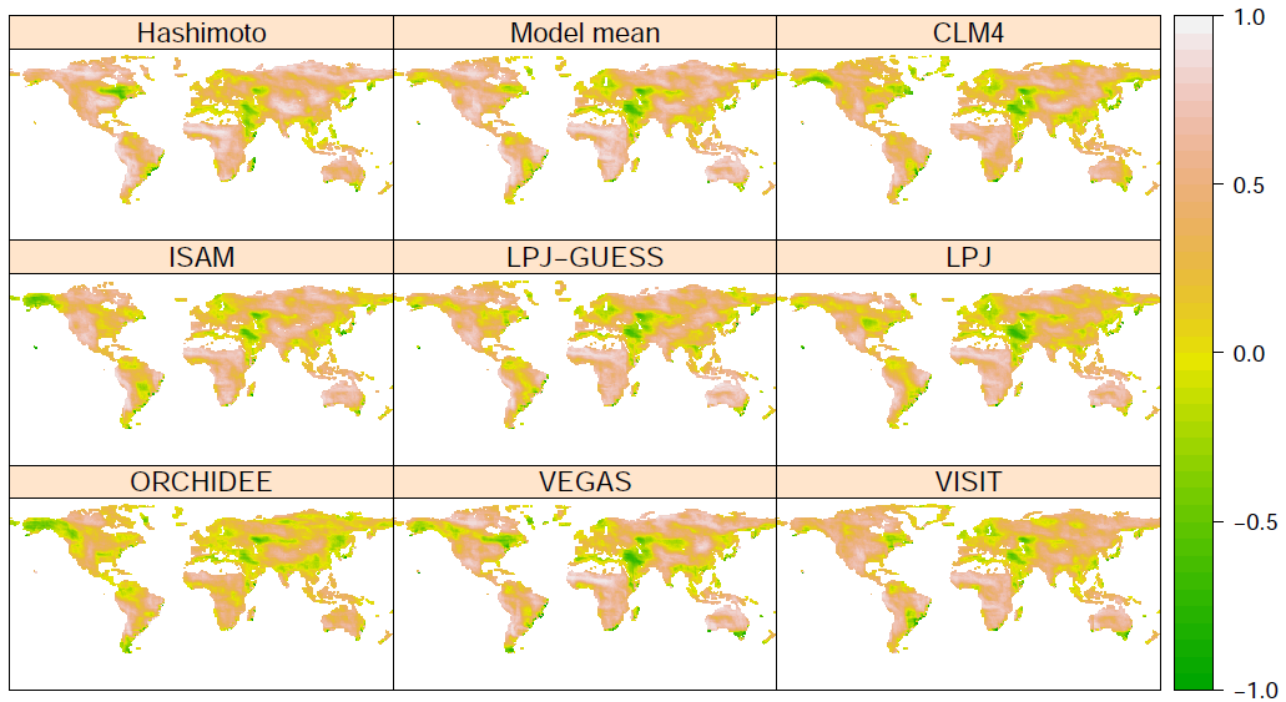 Hashimoto
Model mean
CLM4
ISAM
LPJ−GUESS
LPJ
ORCHIDEE
VEGAS
VISIT
1.0
0.5
0.0
−0.5
−1.0